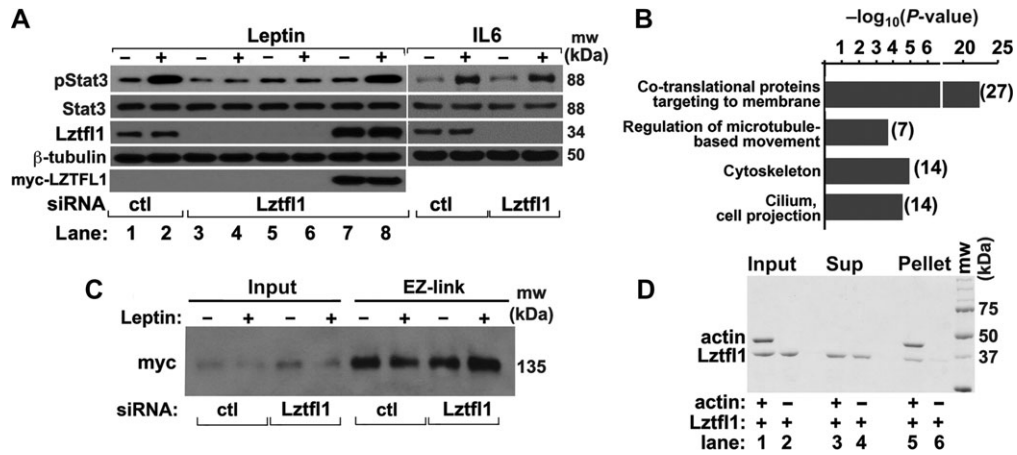 A
Leptin
IL6
mw
(kDa)
− + − + − + − + − + − +
pStat3 88
Stat3 88
Lztfl1 34
β-tubulin 50
myc-LZTFL1
siRNA ctl Lztfl1 ctl Lztfl1
Lane: 1 2 3 4 5 6 7 8
B
−log10(P-value)
1 2 3 4 5 6 20 25
Co-translational proteins
targeting to membrane (27)
Regulation of microtubule-
based movement (7)
Cytoskeleton (14)
Cilium,
cell projection (14)
C
Input EZ-link mw
(kDa)
Leptin: − + − + − + − +
myc 135
siRNA: ctl Lztfl1 ctl Lztfl1
D
Input Sup Pellet mw
(kDa)
75
actin 50
Lztfl1 37
actin: + − + − + −
Lztfl1: + + + + + +
lane: 1 2 3 4 5 6